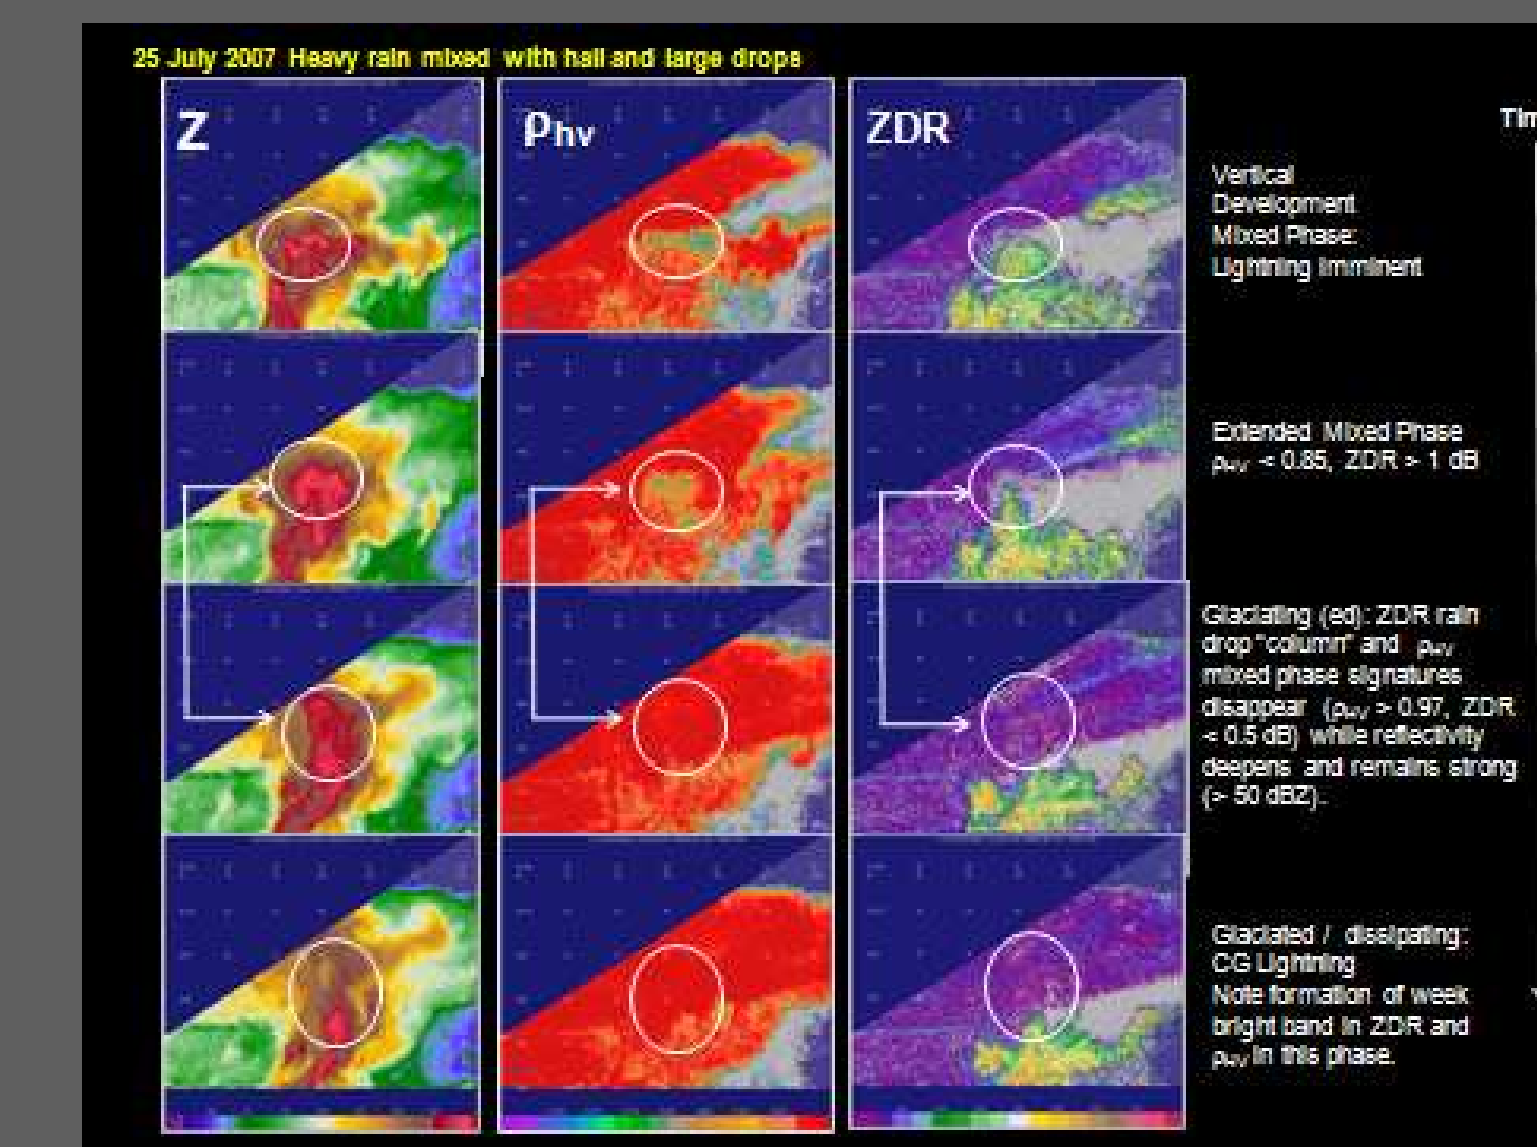 25 July 2007 Heavy rain mixed with hail and large drops
Z
ρhv
ZDR
Tim
Vertical
Development
Mixed Phase:
Lightning Imminent
Extended Mixed Phase
ρHV < 0.85, ZDR > 1 dB
Glaciating (ed): ZDR rain
drop "column" and ρHV
mixed phase signatures
disappear (ρHV > 0.97, ZDR
< 0.5 dB) while reflectivity
deepens and remains strong
(> 50 dBZ).
Glaciated / dissipating:
CG Lightning
Note formation of week
bright band in ZDR and
ρHV in this phase.